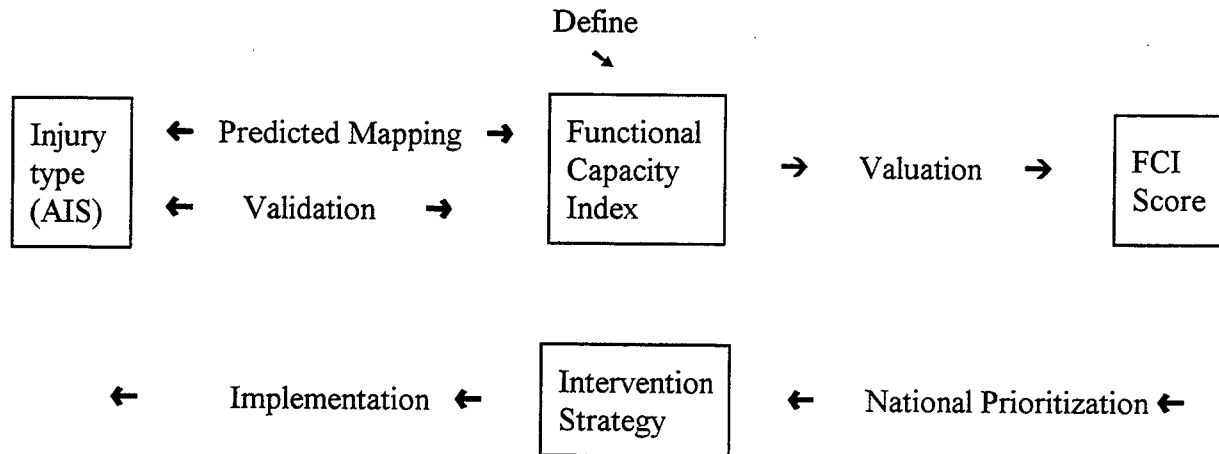 Define
Injury
type
(AIS)
Predicted Mapping
Validation
Functional
Capacity
Index
Valuation
FCI
Score
Implementation
Intervention
Strategy
National Prioritization